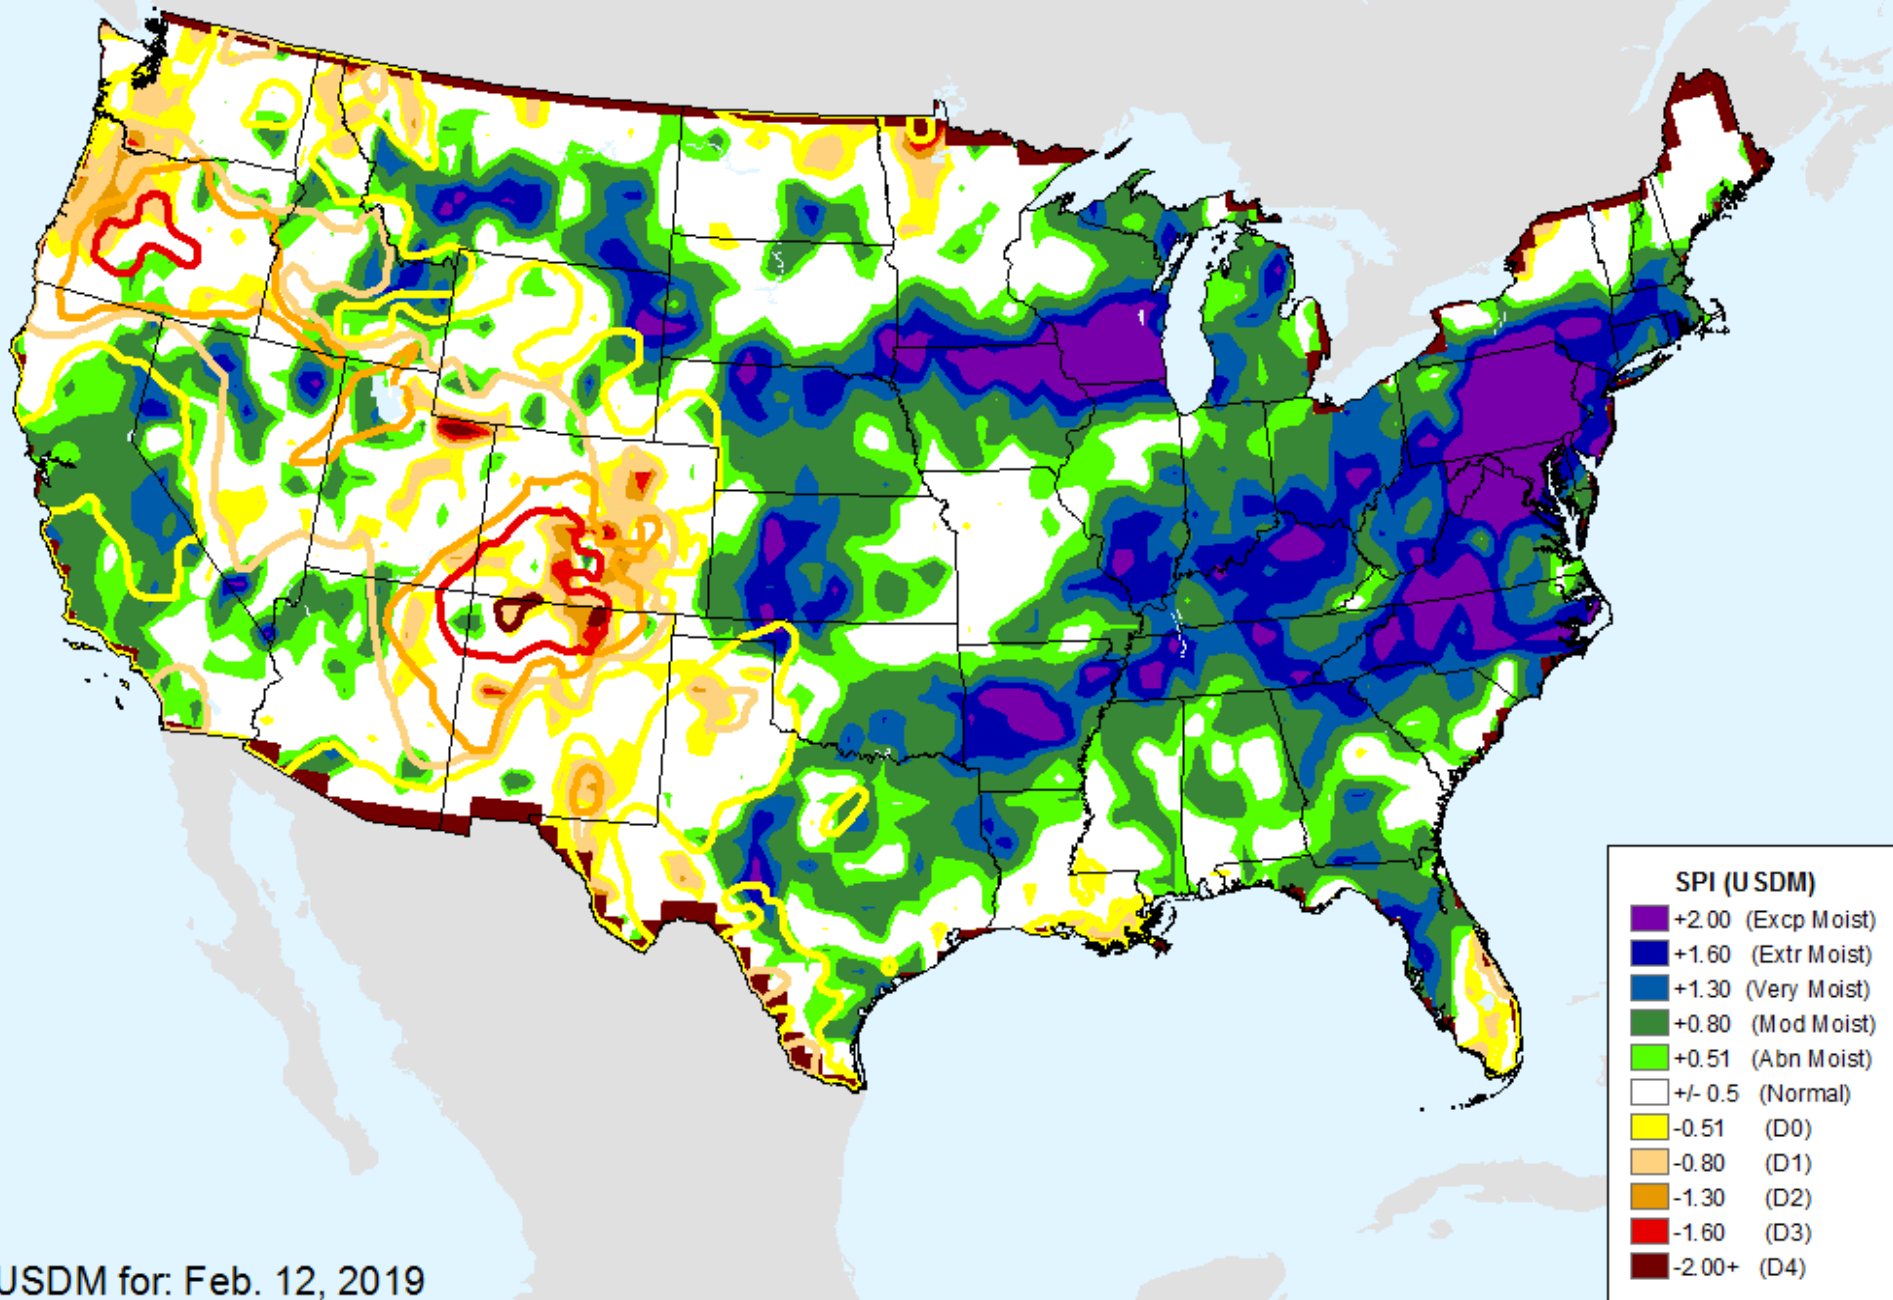 SPI (USDM)
+2.00 (Excp Moist)
+1.60 (Extr Moist)
+1.30 (Very Moist)
+0.80 (Mod Moist)
+0.51 (Abn Moist)
+/- 0.5 (Normal)
-0.51 (D0)
-0.80 (D1)
-1.30 (D2)
-1.60 (D3)
-2.00+ (D4)
USDM for: Feb. 12, 2019